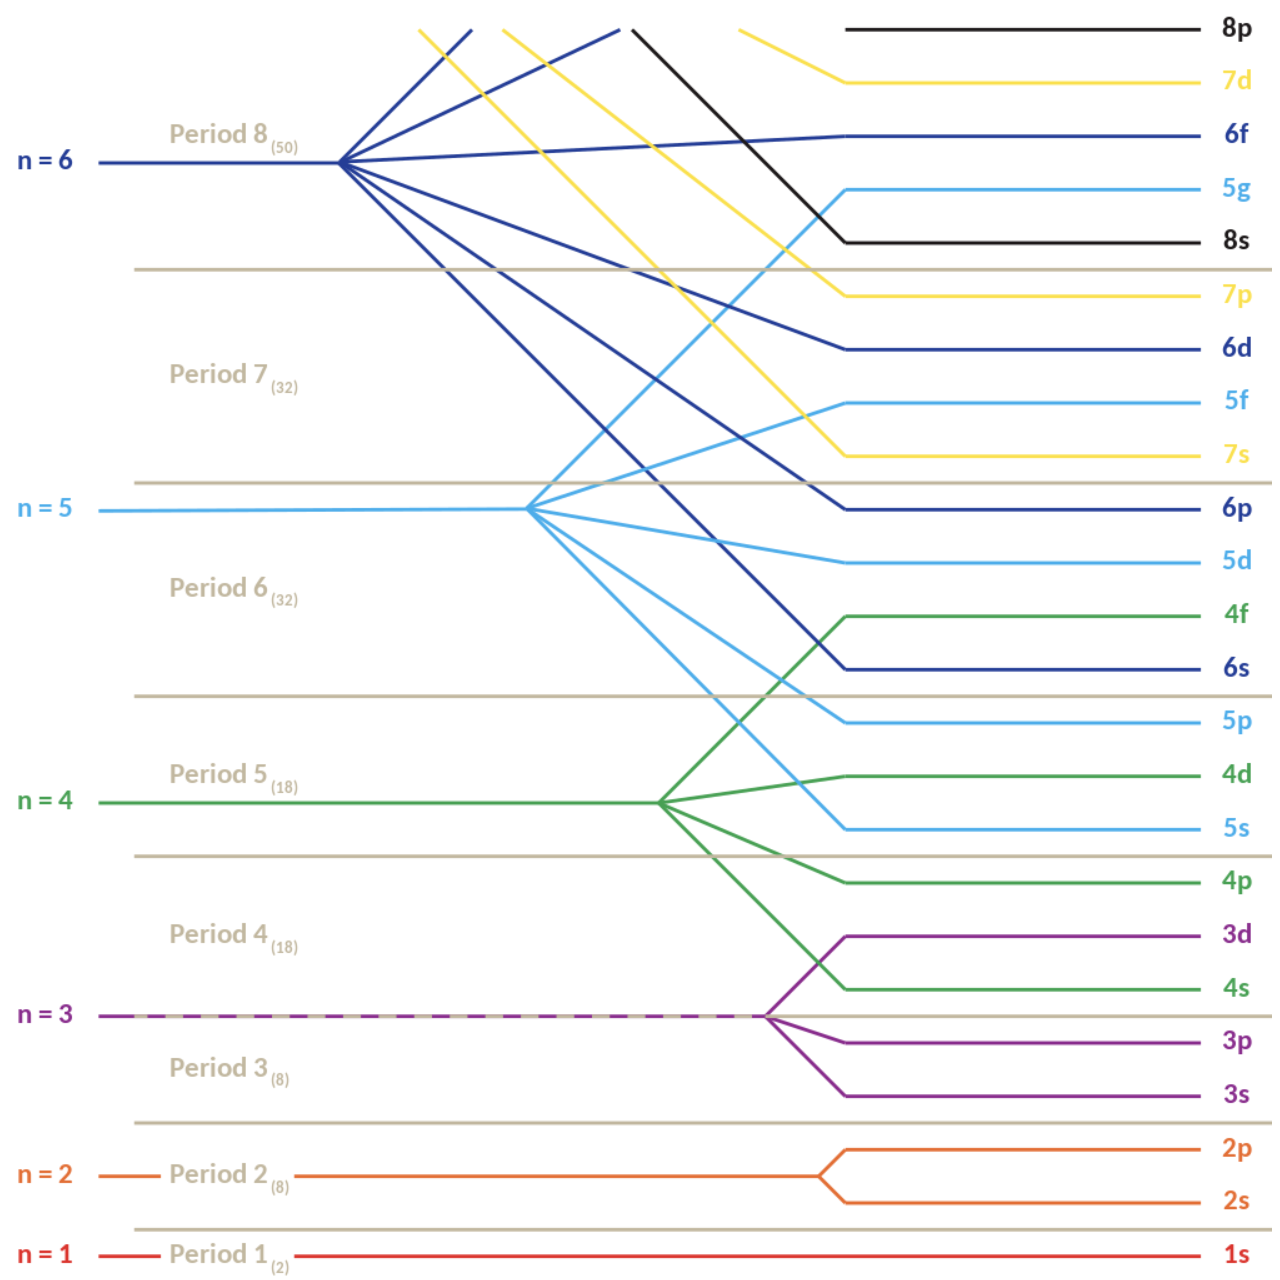 8p
7d
Period 8 (50)
6f
n = 6
5g
8s
7p
6d
Period 7 (32)
5f
7s
n = 5
6p
5d
Period 6 (32)
4f
6s
5p
Period 5 (18)
4d
n = 4
5s
4p
Period 4 (18)
3d
4s
n = 3
3p
Period 3 (8)
3s
2p
n = 2
Period 2 (8)
2s
n = 1
Period 1 (2)
1s